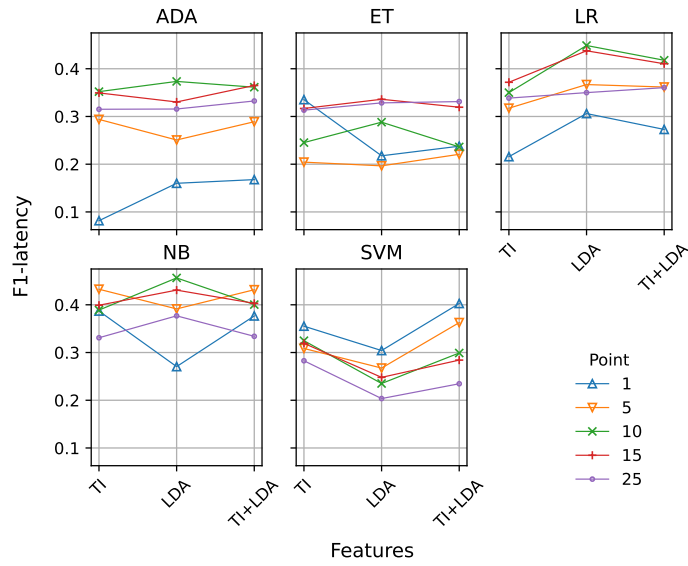 ADA
ET
LR
F1-latency
0.4
0.3
0.2
0.1
TI
LDA
TI+LDA
NB
SVM
0.4
0.3
0.2
0.1
TI
LDA
TI+LDA
TI
LDA
TI+LDA
Point
1
5
10
15
25
Features